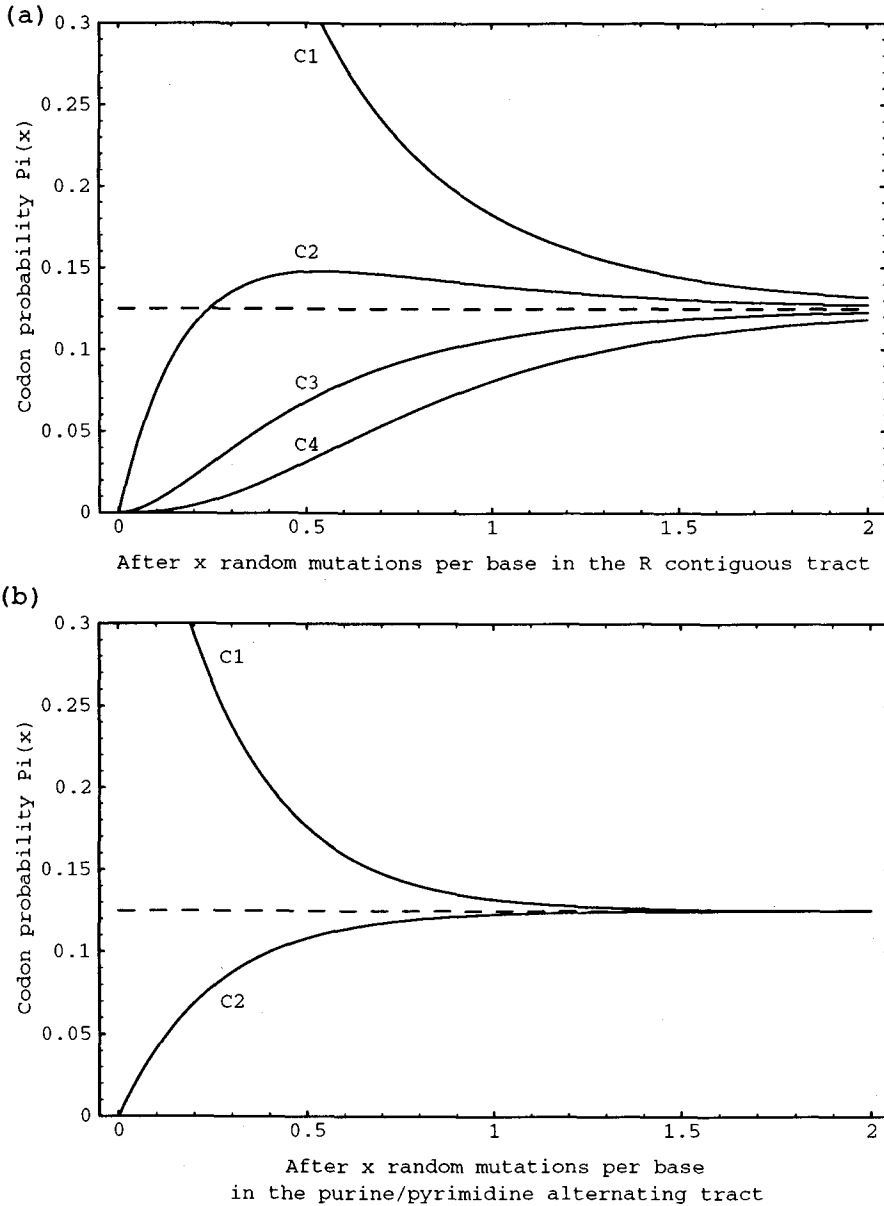 (a)
0.3
0.25
0.2
0.15
0.1
0.05
0
Codon probability Pi(x)
C1
C2
C3
C4
0 0.5 1 1.5 2
After x random mutations per base in the R contiguous tract
(b)
0.3
0.25
0.2
0.15
0.1
0.05
0
Codon probability Pi(x)
C1
C2
0 0.5 1 1.5 2
After x random mutations per base
in the purine/pyrimidine alternating tract